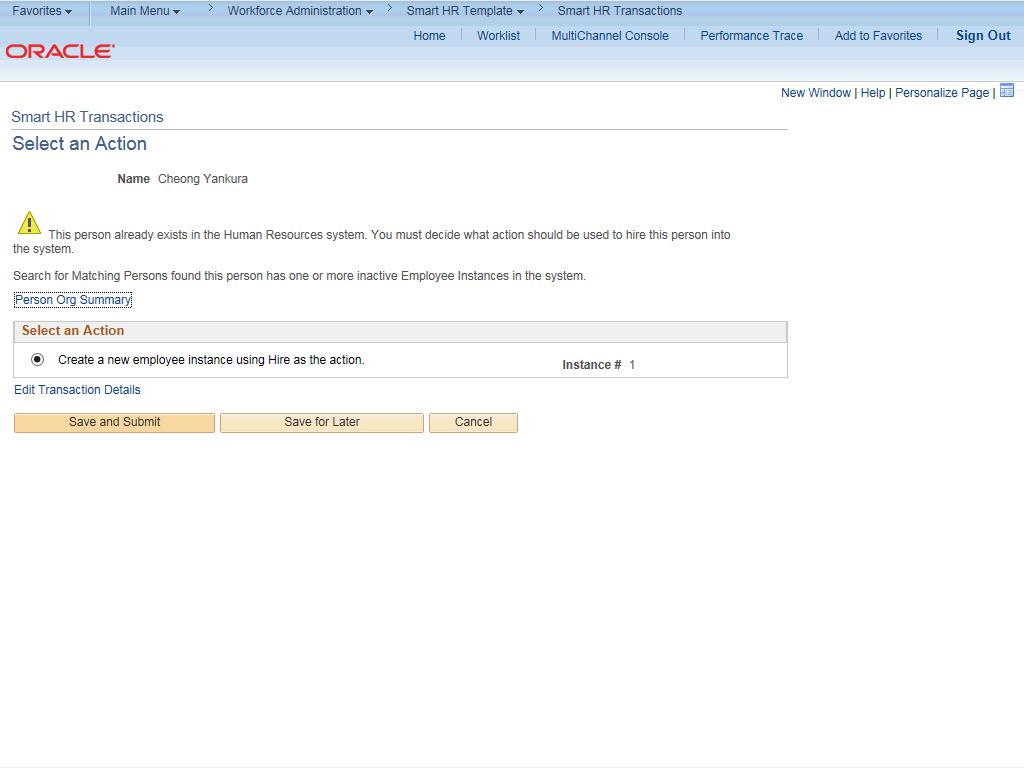 Favorites Main Menu > Workforce Administration > Smart HR Template > Smart HR Transactions
Home Worklist MultiChannel Console Performance Trace Add to Favorites Sign Out
ORACLE
New Window | Help | Personalize Page |
Smart HR Transactions
Select an Action
Name Cheong Yankura
This person already exists in the Human Resources system. You must decide what action should be used to hire this person into
the system.
Search for Matching Persons found this person has one or more inactive Employee Instances in the system.
Person Org Summary
Select an Action
Create a new employee instance using Hire as the action. Instance # 1
Edit Transaction Details
Save and Submit Save for Later Cancel